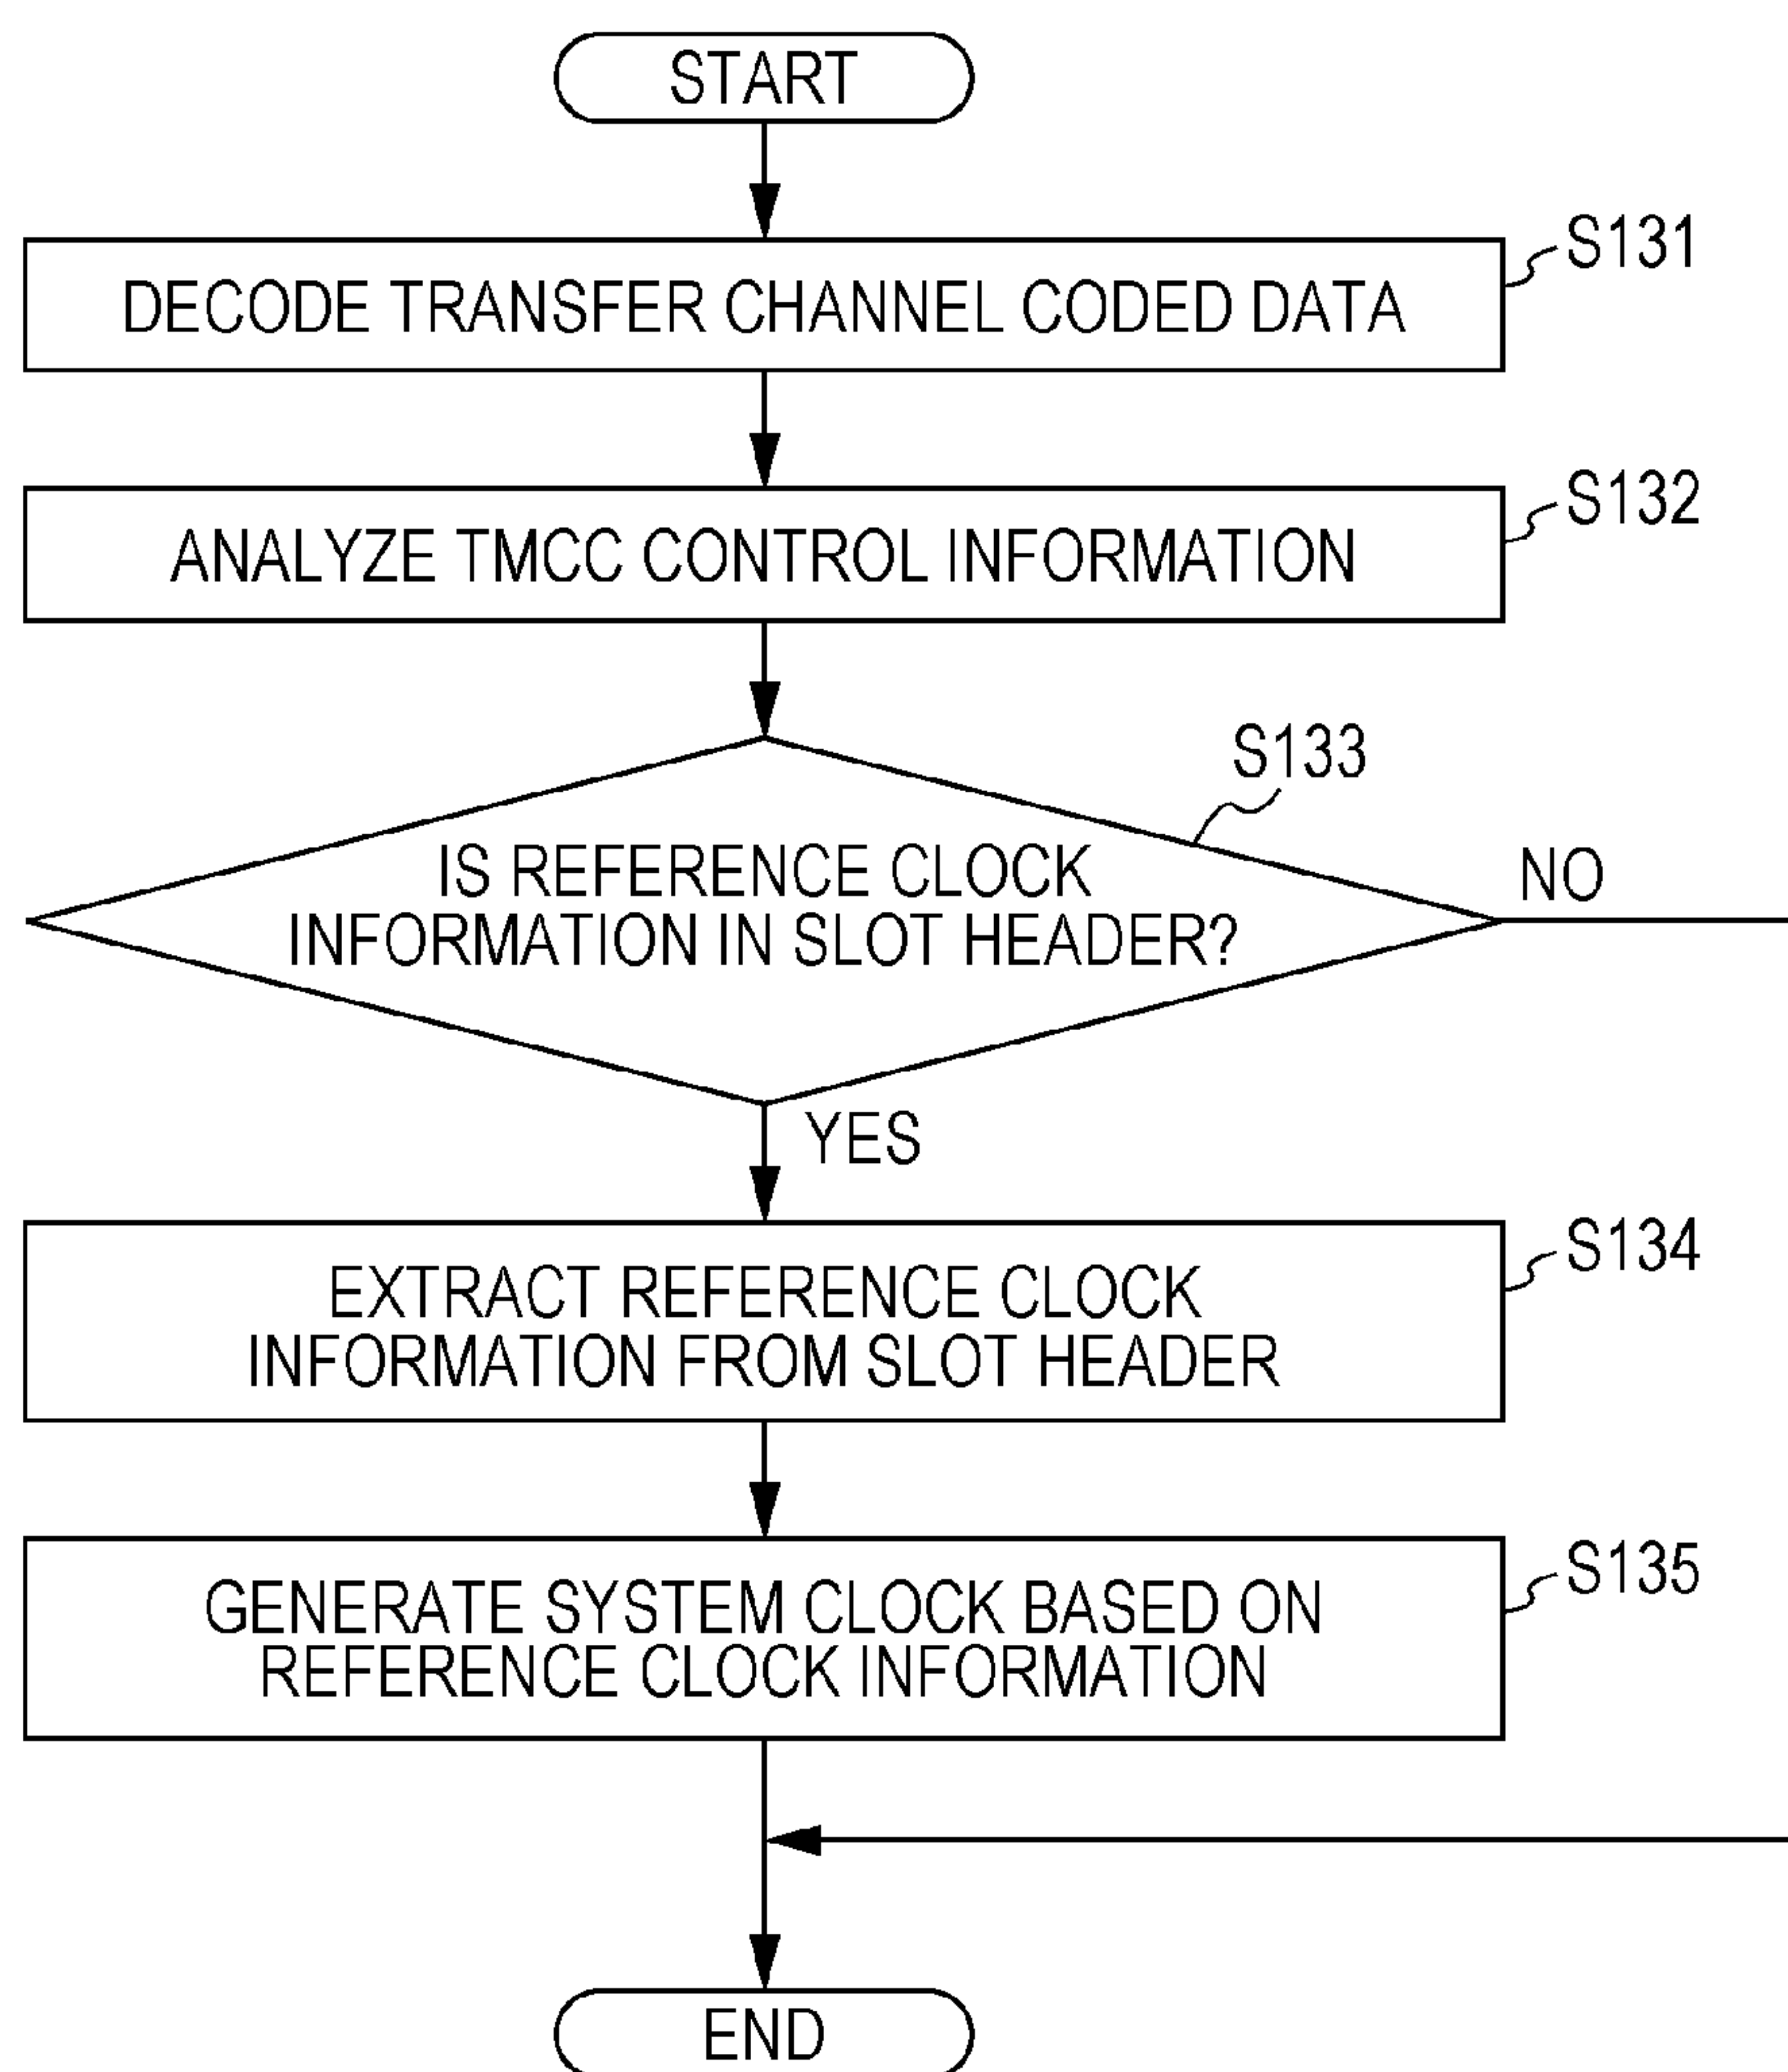 START
S131
DECODE TRANSFER CHANNEL CODED DATA
S132
ANALYZE TMCC CONTROL INFORMATION
S133
IS REFERENCE CLOCK
INFORMATION IN SLOT HEADER?
NO
YES
S134
EXTRACT REFERENCE CLOCK
INFORMATION FROM SLOT HEADER
S135
GENERATE SYSTEM CLOCK BASED ON
REFERENCE CLOCK INFORMATION
END